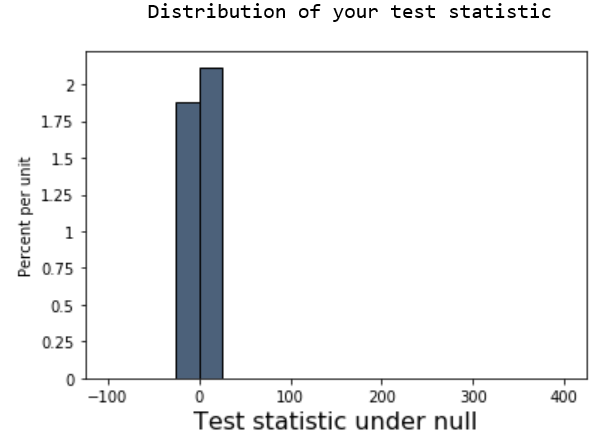 Distribution of your test statistic
Percent per unit
2
1.75
1.5
1.25
1
0.75
0.5
0.25
0
−100 0 100 200 300 400
Test statistic under null